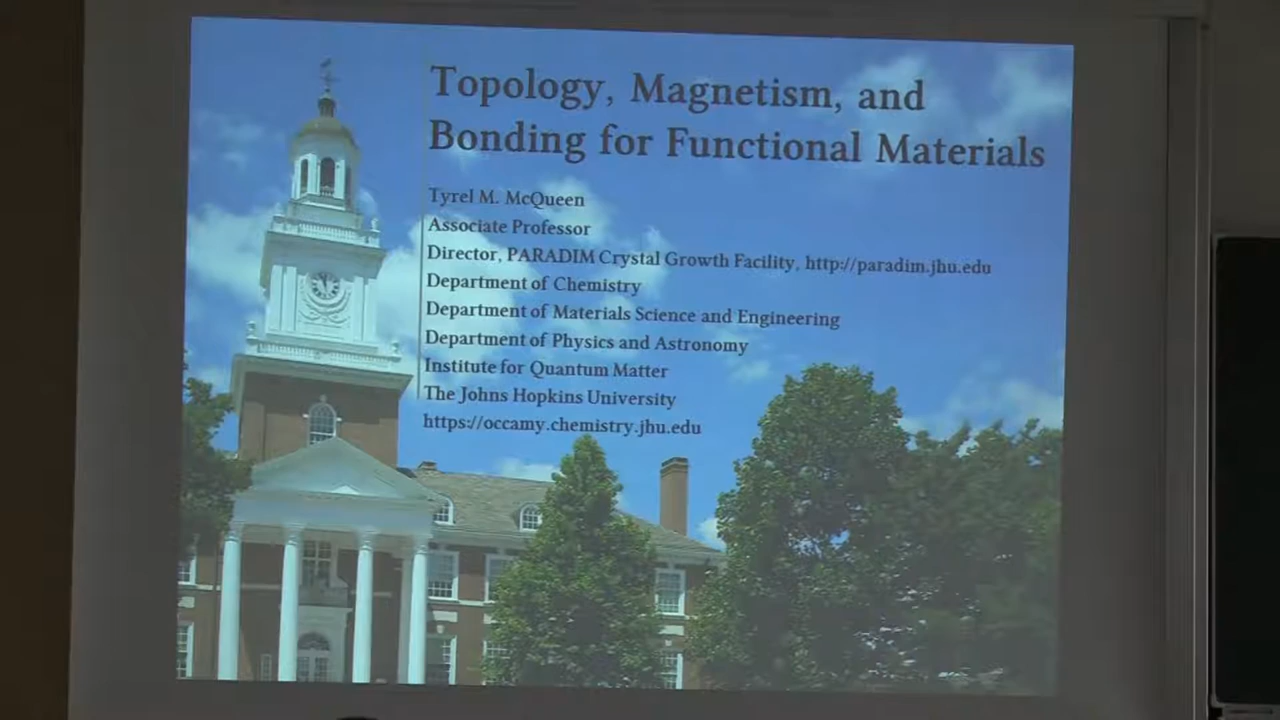 Topology, Magnetism, and
Bonding for Functional Materials
Tyrel M. McQueen
Associate Professor
Director, PARADIM Crystal Growth Facility, http://paradim.jhu.edu
Department of Chemistry
Department of Materials Science and Engineering
Department of Physics and Astronomy
Institute for Quantum Matter
The Johns Hopkins University
https://occamy.chemistry.jhu.edu